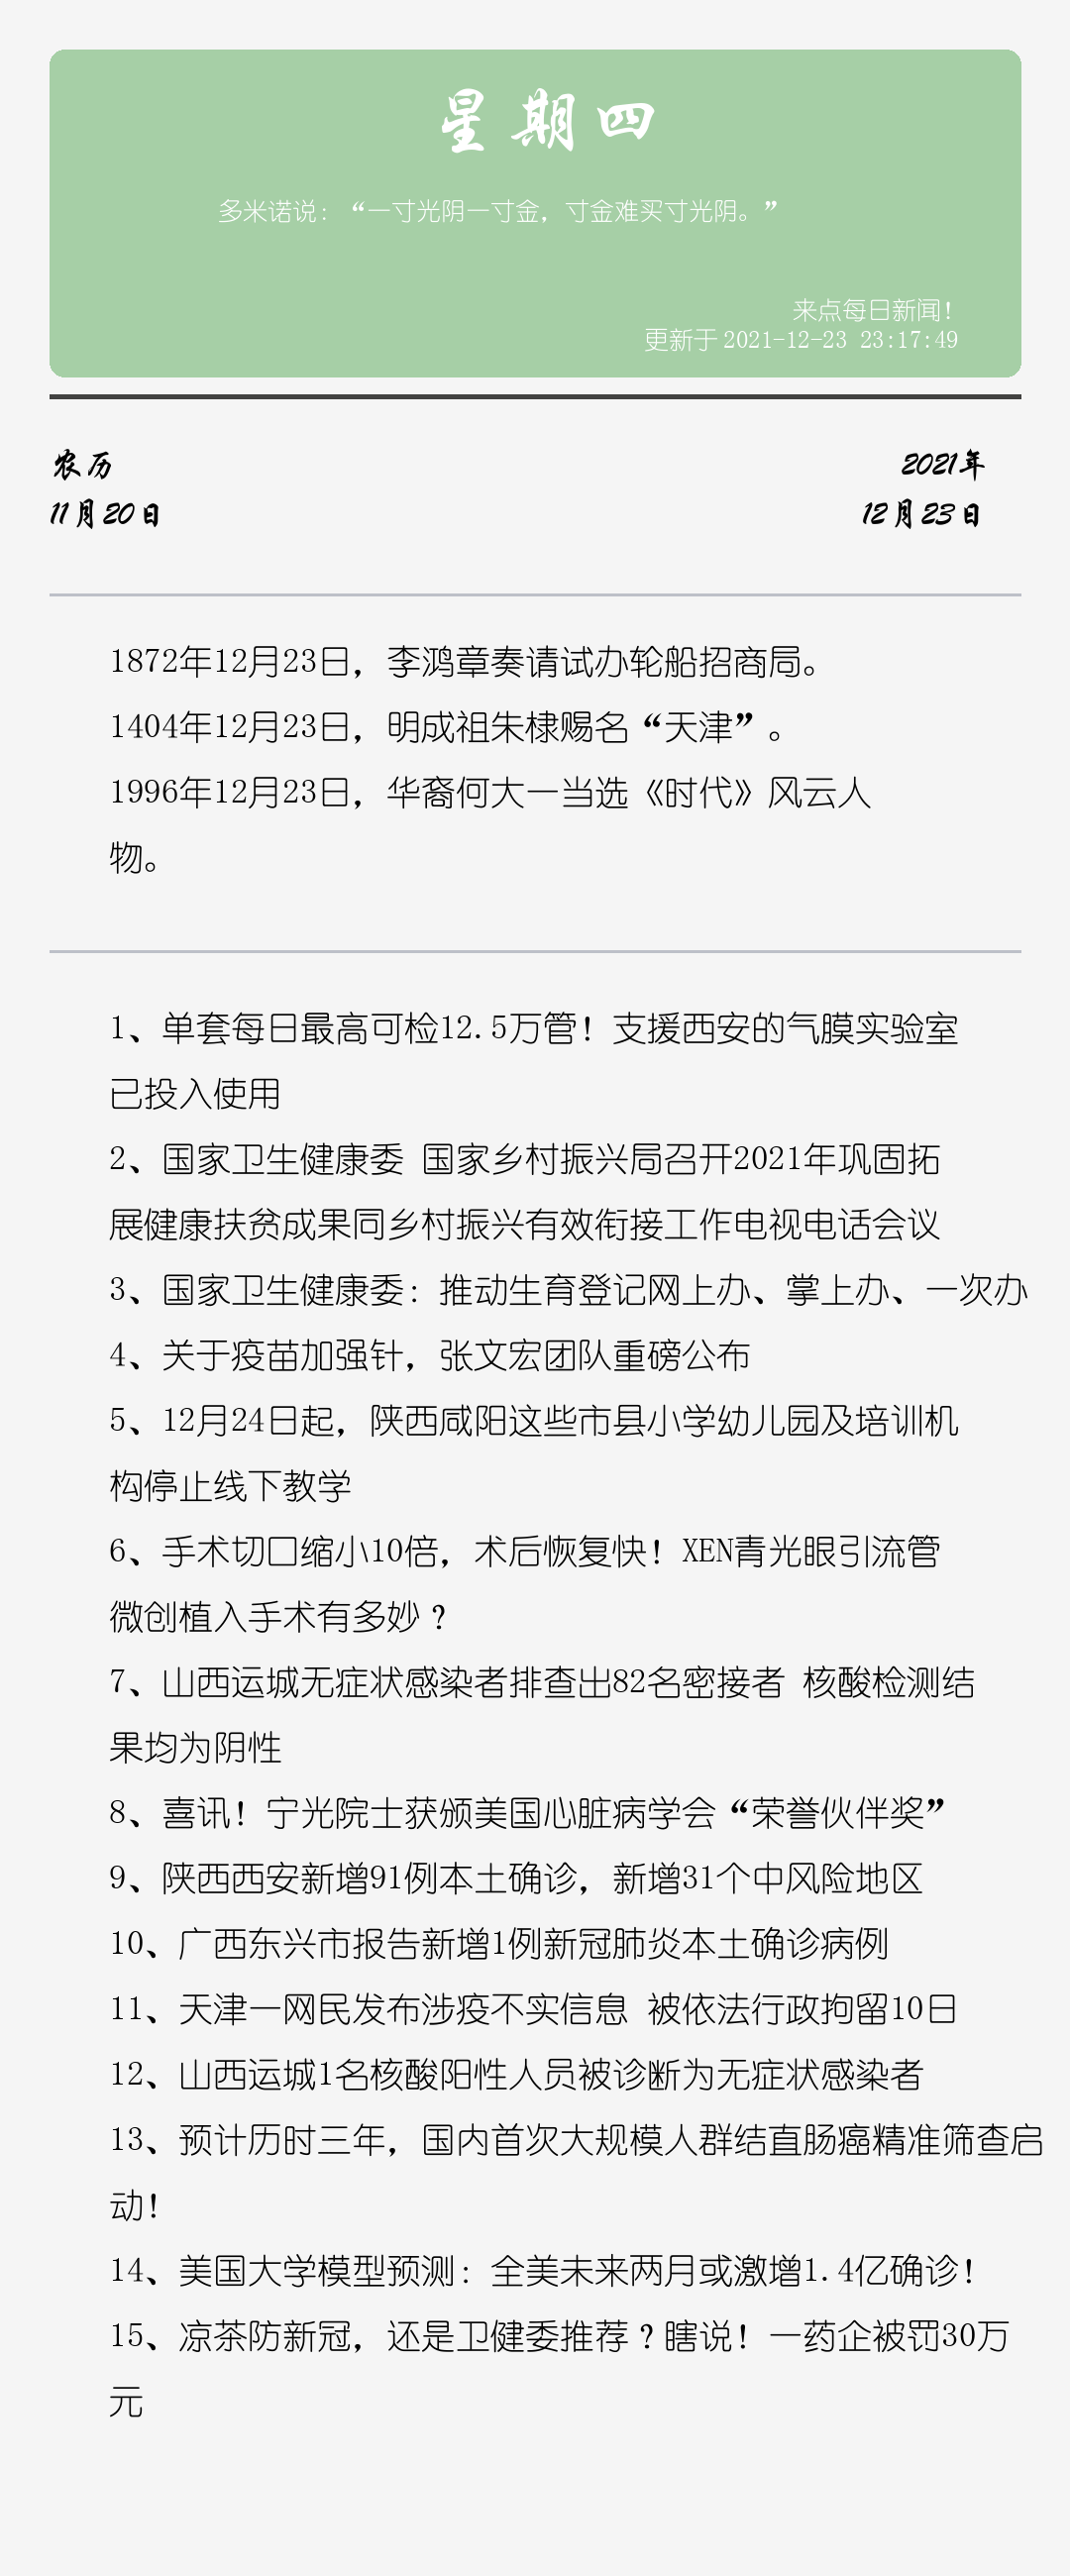 星期四
多米诺说：“一寸光阴一寸金，寸金难买寸光阴。”
来点每日新闻！
更新于 2021-12-23 23:17:49
农历
2021年
11月20日
12月23日
1872年12月23日，李鸿章奏请试办轮船招商局。
1404年12月23日，明成祖朱棣赐名“天津”。
1996年12月23日，华裔何大一当选《时代》风云人
物。
1、单套每日最高可检12.5万管！支援西安的气膜实验室
已投入使用
2、国家卫生健康委 国家乡村振兴局召开2021年巩固拓
展健康扶贫成果同乡村振兴有效衔接工作电视电话会议
3、国家卫生健康委：推动生育登记网上办、掌上办、一次办
4、关于疫苗加强针，张文宏团队重磅公布
5、12月24日起，陕西咸阳这些市县小学幼儿园及培训机
构停止线下教学
6、手术切口缩小10倍，术后恢复快！XEN青光眼引流管
微创植入手术有多妙？
7、山西运城无症状感染者排查出82名密接者 核酸检测结
果均为阴性
8、喜讯！宁光院士获颁美国心脏病学会“荣誉伙伴奖”
9、陕西西安新增91例本土确诊，新增31个中风险地区
10、广西东兴市报告新增1例新冠肺炎本土确诊病例
11、天津一网民发布涉疫不实信息 被依法行政拘留10日
12、山西运城1名核酸阳性人员被诊断为无症状感染者
13、预计历时三年，国内首次大规模人群结直肠癌精准筛查启
动！
14、美国大学模型预测：全美未来两月或激增1.4亿确诊！
15、凉茶防新冠，还是卫健委推荐？瞎说！一药企被罚30万
元